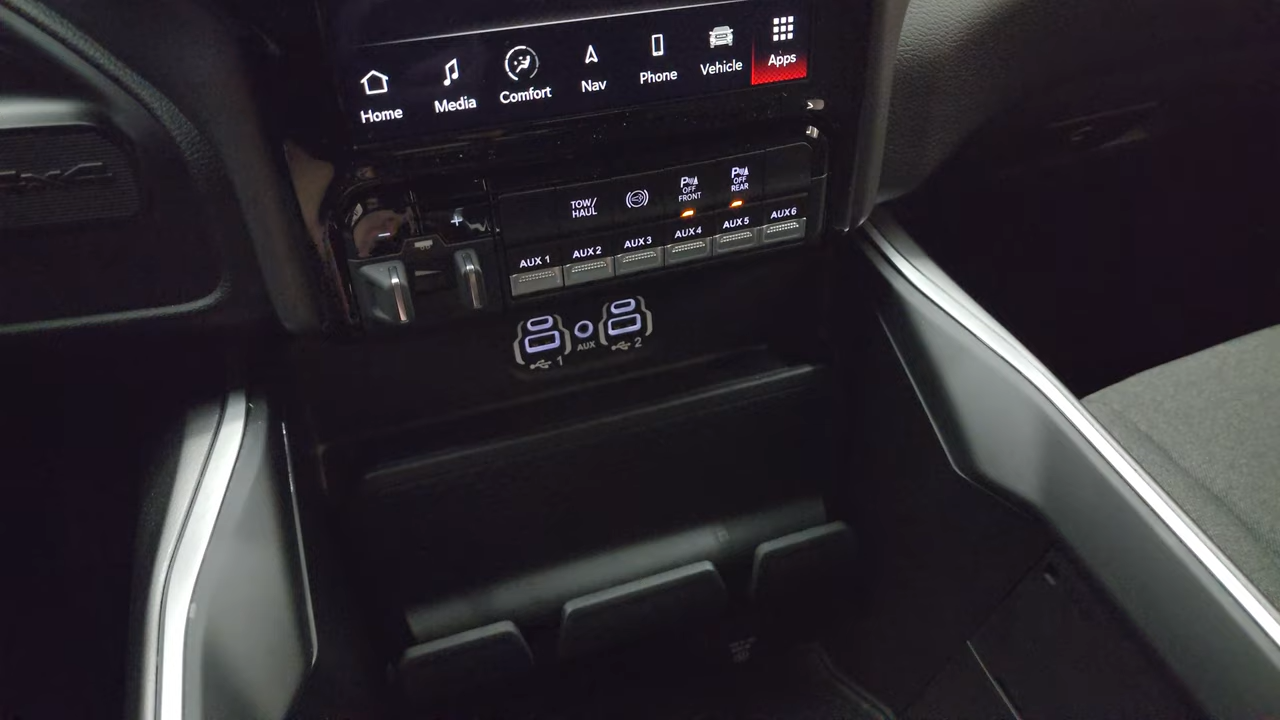 Home
Media
Comfort
Nav
Phone
Vehicle
Apps
TOW/
HAUL
P
OFF
FRONT
P
OFF
REAR
AUX 1
AUX 2
AUX 3
AUX 4
AUX 5
AUX 6
+
1
AUX
2